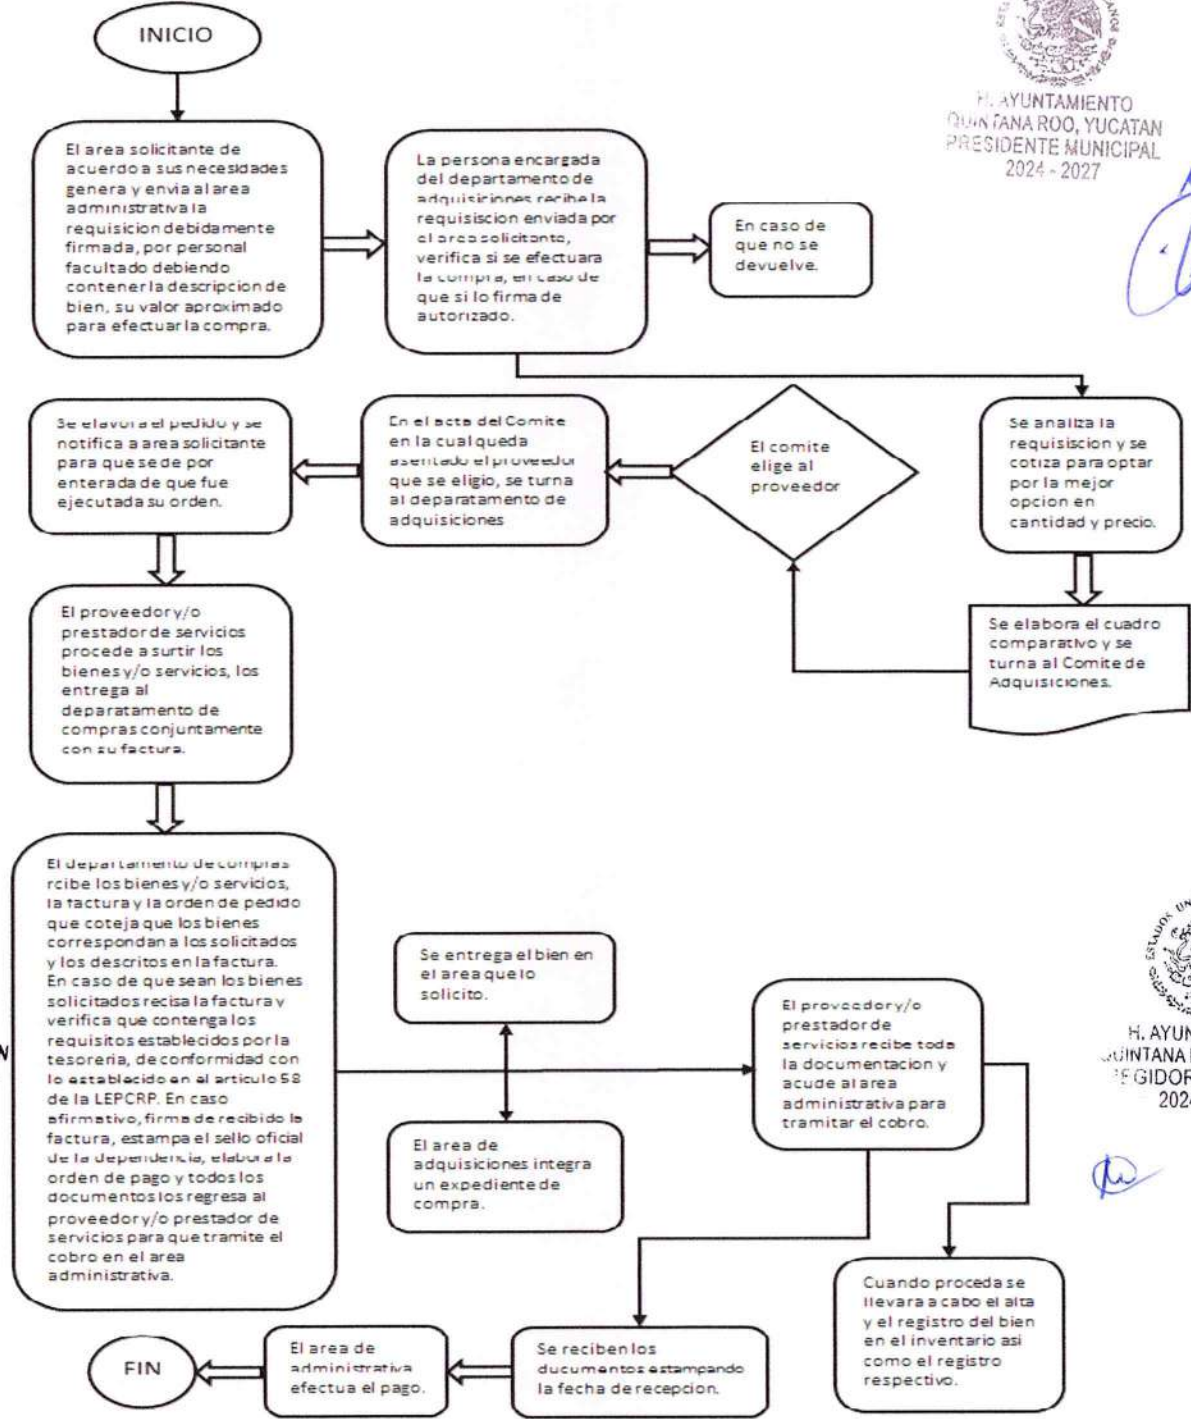 INICIO
H. AYUNTAMIENTO
QUINTANA ROO, YUCATAN
PRESIDENTE MUNICIPAL
2024 - 2027
El area solicitante de
acuerdo a sus necesidades
genera y envia al area
administrativa la
requisicion debidamente
firmada, por personal
facultado debiendo
contener la descripcion de
bien, su valor aproximado
para efectuar la compra.
La persona encargada
del departamento de
adquisiciones recibe la
requisiscion enviada por
el area solicitante,
verifica si se efectuara
la compra, en caso de
que si lo firma de
autorizado.
En caso de
que no se
devuelve.
Se elavora el pedido y se
notifica a area solicitante
para que se de por
enterada de que fue
ejecutada su orden.
En el acta del Comite
en la cual queda
asentado el proveedor
que se eligio, se turna
al deparatamento de
adquisiciones
El comite
elige al
proveedor
Se analiza la
requisiscion y se
cotiza para optar
por la mejor
opcion en
cantidad y precio.
Se elabora el cuadro
comparativo y se
turna al Comite de
Adquisiciones.
El proveedor y/o
prestador de servicios
procede a surtir los
bienes y/o servicios, los
entrega al
deparatamento de
compras conjuntamente
con su factura.
El departamento de compras
rcibe los bienes y/o servicios,
la factura y la orden de pedido
que coteja que los bienes
correspondan a los solicitados
y los descritos en la factura.
En caso de que sean los bienes
solicitados recisa la factura y
verifica que contenga los
requisitos establecidos por la
tesoreria, de conformidad con
lo establecido en el articulo 58
de la LEPCRP. En caso
afirmativo, firma de recibido la
factura, estampa el sello oficial
de la dependencia, elabora la
orden de pago y todos los
documentos los regresa al
proveedor y/o prestador de
servicios para que tramite el
cobro en el area
administrativa.
Se entrega el bien en
el area que lo
solicito.
El area de
adquisiciones integra
un expediente de
compra.
El proveedor y/o
prestador de
servicios recibe toda
la documentacion y
acude al area
administrativa para
tramitar el cobro.
ESTADOS UN
H. AYUN
QUINTANA
REGIDOR
202
Cuando proceda se
llevara a cabo el alta
y el registro del bien
en el inventario asi
como el registro
respectivo.
Se reciben los
ducumentos estampando
la fecha de recepcion.
El area de
administrativa
efectua el pago.
FIN